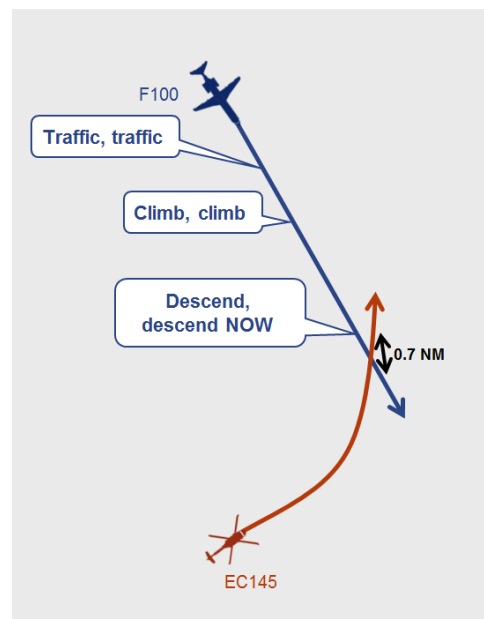 F100
Traffic, traffic
Climb, climb
Descend,
descend NOW
0.7 NM
EC145